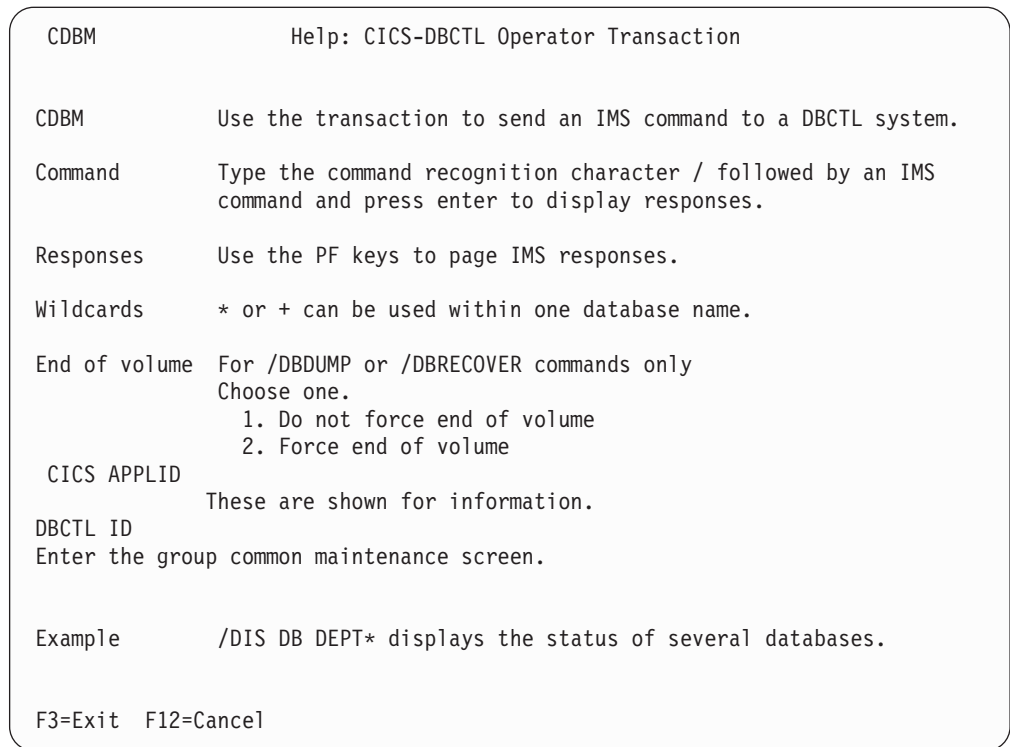 CDBM Help: CICS-DBCTL Operator Transaction
CDBM Use the transaction to send an IMS command to a DBCTL system.
Command Type the command recognition character / followed by an IMS
command and press enter to display responses.
Responses Use the PF keys to page IMS responses.
Wildcards * or + can be used within one database name.
End of volume For /DBDUMP or /DBRECOVER commands only
Choose one.
1. Do not force end of volume
2. Force end of volume
CICS APPLID
These are shown for information.
DBCTL ID
Enter the group common maintenance screen.
Example /DIS DB DEPT* displays the status of several databases.
F3=Exit F12=Cancel